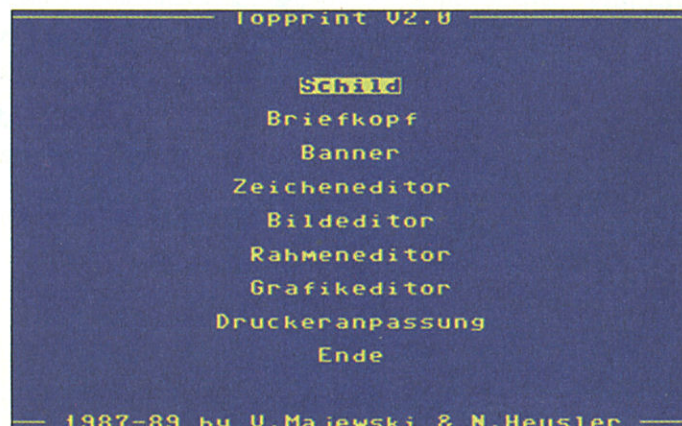 Topprint V2.0
Schild
Briefkopf
Banner
Zeicheneditor
Bildeditor
Rahmeneditor
Grafikeditor
Druckeranpassung
Ende
1987-89 by V.Majewski & N.Heusler